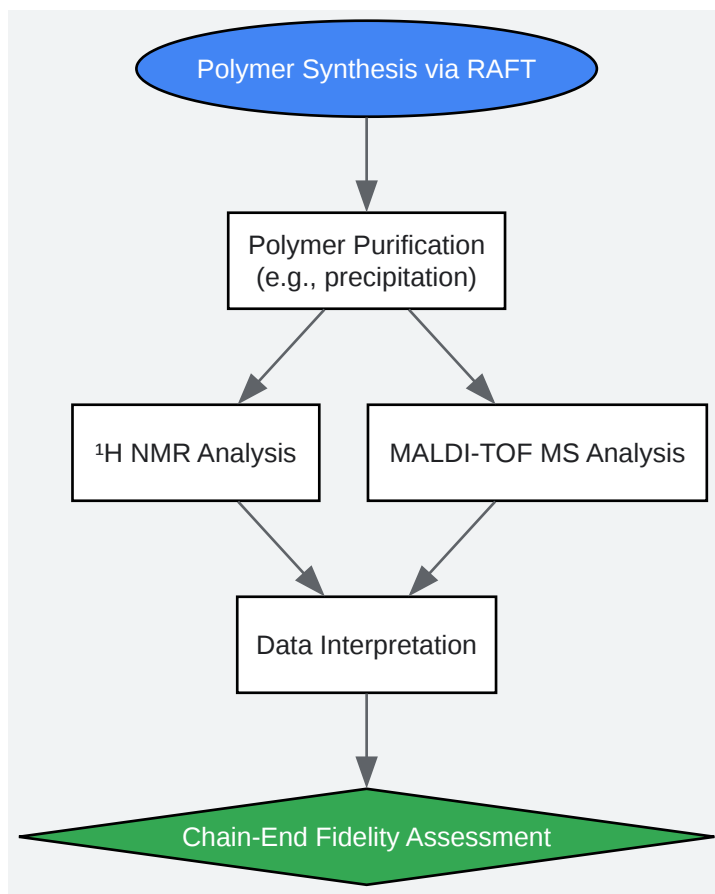 Polymer Synthesis via RAFT
Polymer Purification
(e.g., precipitation)
¹H NMR Analysis
MALDI-TOF MS Analysis
Data Interpretation
Chain-End Fidelity Assessment